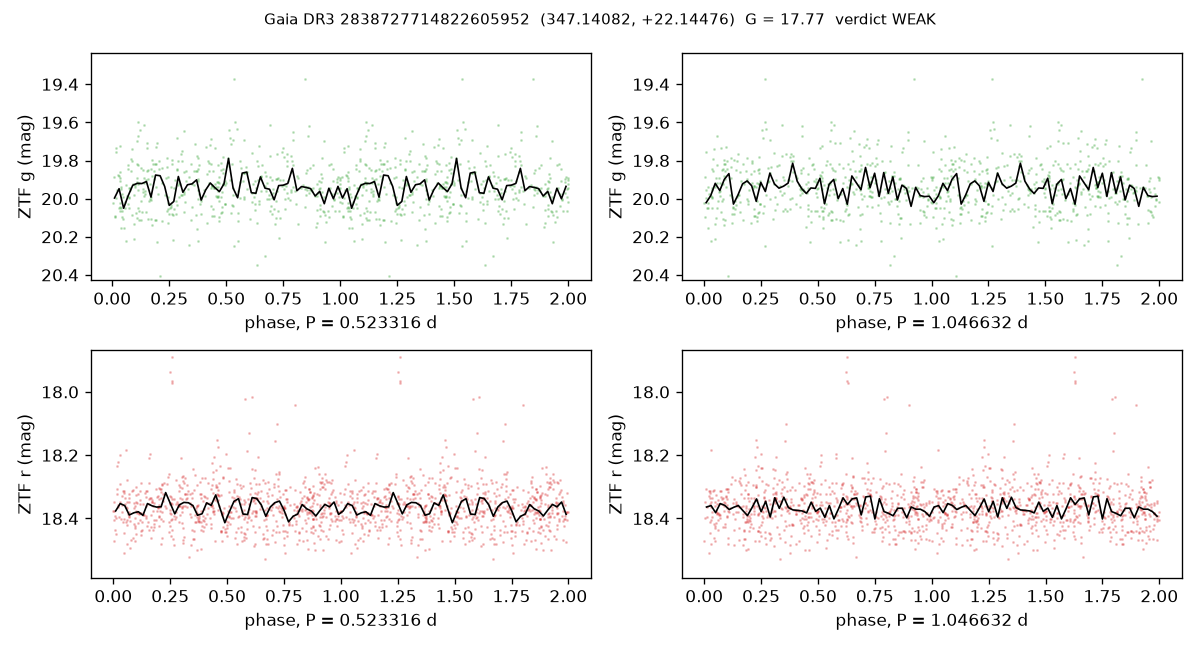 Gaia DR3 2838727714822605952  (347.14082, +22.14476)  G = 17.77  verdict WEAK
ZTF g (mag)
19.4
19.6
19.8
20.0
20.2
20.4
0.00 0.25 0.50 0.75 1.00 1.25 1.50 1.75 2.00
phase, P = 0.523316 d
ZTF g (mag)
19.4
19.6
19.8
20.0
20.2
20.4
0.00 0.25 0.50 0.75 1.00 1.25 1.50 1.75 2.00
phase, P = 1.046632 d
ZTF r (mag)
18.0
18.2
18.4
0.00 0.25 0.50 0.75 1.00 1.25 1.50 1.75 2.00
phase, P = 0.523316 d
ZTF r (mag)
18.0
18.2
18.4
0.00 0.25 0.50 0.75 1.00 1.25 1.50 1.75 2.00
phase, P = 1.046632 d